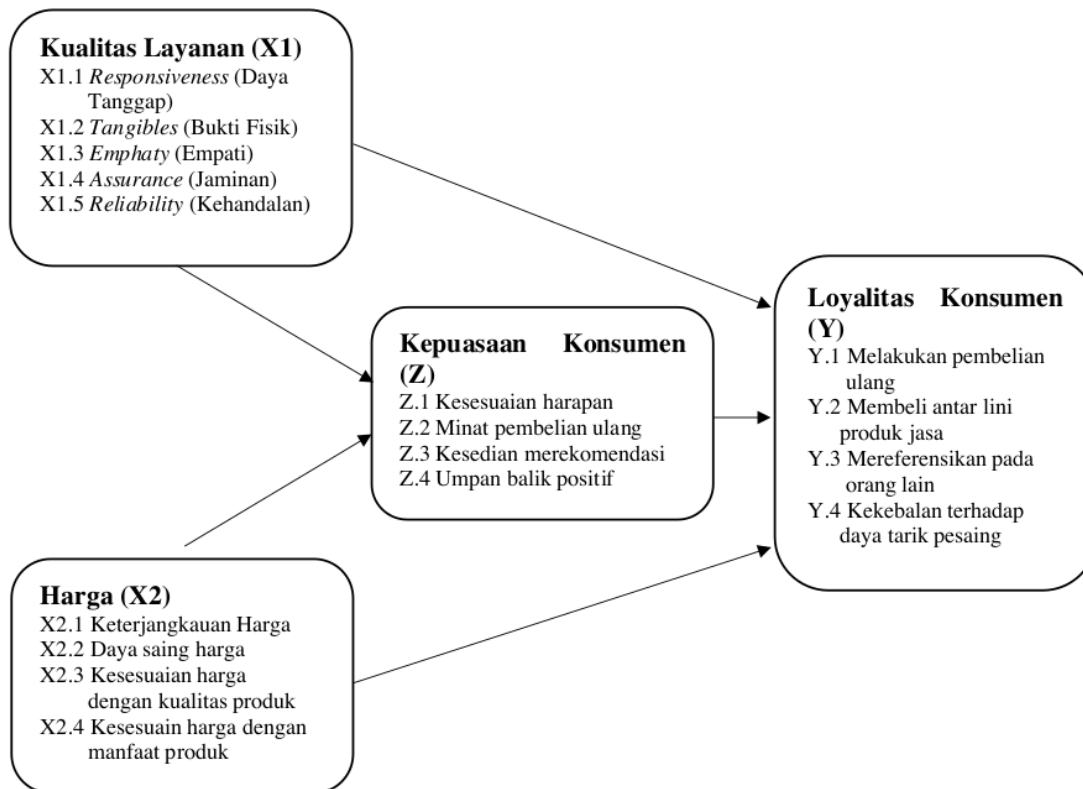 Kualitas Layanan (X1)
X1.1 Responsiveness (Daya
Tanggap)
X1.2 Tangibles (Bukti Fisik)
X1.3 Emphaty (Empati)
X1.4 Assurance (Jaminan)
X1.5 Reliability (Kehandalan)
Kepuasaan Konsumen
(Z)
Z.1 Kesesuaian harapan
Z.2 Minat pembelian ulang
Z.3 Kesedian merekomendasi
Z.4 Umpan balik positif
Loyalitas Konsumen
(Y)
Y.1 Melakukan pembelian
ulang
Y.2 Membeli antar lini
produk jasa
Y.3 Mereferensikan pada
orang lain
Y.4 Kekebalan terhadap
daya tarik pesaing
Harga (X2)
X2.1 Keterjangkauan Harga
X2.2 Daya saing harga
X2.3 Kesesuaian harga
dengan kualitas produk
X2.4 Kesesuain harga dengan
manfaat produk